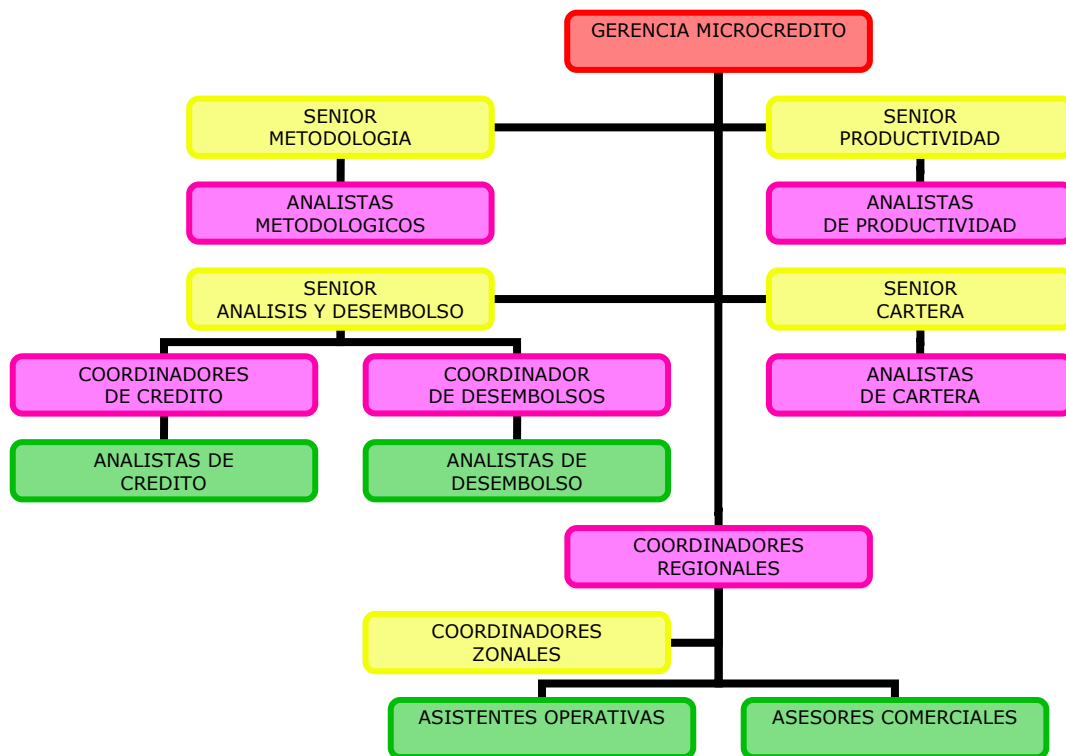 GERENCIA MICROCREDITO
SENIOR
METODOLOGIA
SENIOR
PRODUCTIVIDAD
ANALISTAS
METODOLOGICOS
ANALISTAS
DE PRODUCTIVIDAD
SENIOR
ANALISIS Y DESEMBOLSO
SENIOR
CARTERA
COORDINADORES
DE CREDITO
COORDINADOR
DE DESEMBOLSOS
ANALISTAS
DE CARTERA
ANALISTAS DE
CREDITO
ANALISTAS DE
DESEMBOLSO
COORDINADORES
REGIONALES
COORDINADORES
ZONALES
ASISTENTES OPERATIVAS
ASESORES COMERCIALES